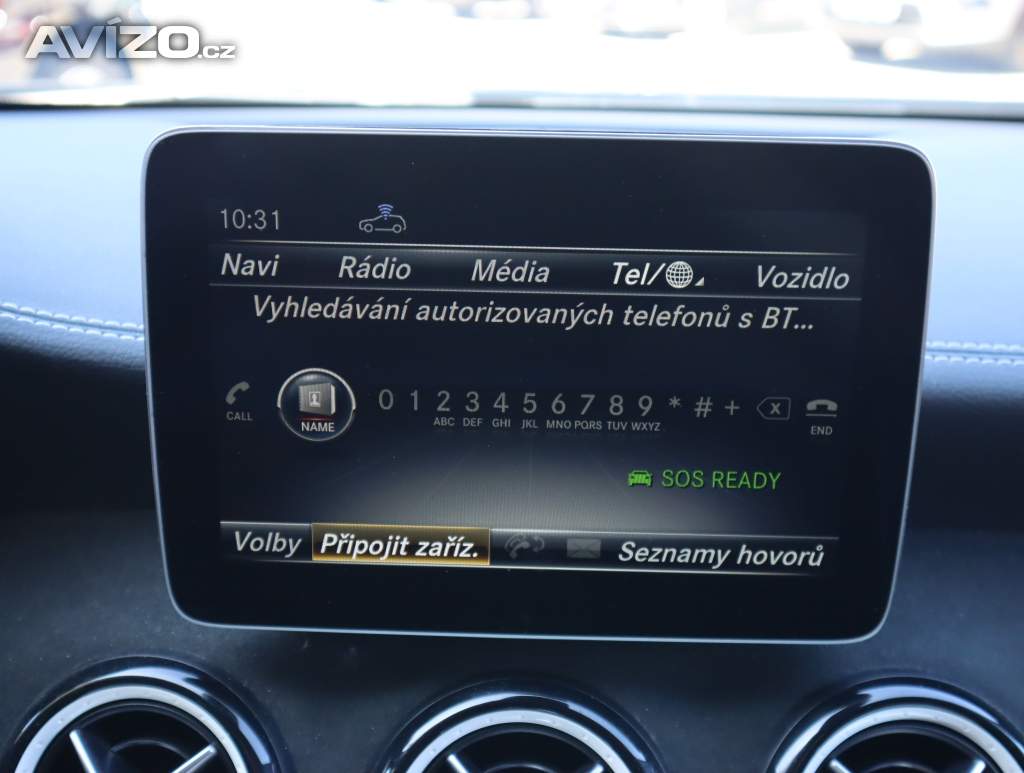 AVÍZO.cz
10:31
Navi Rádio Média Tel/ Vozidlo
Vyhledávání autorizovaných telefonů s BT...
0 1 2 3 4 5 6 7 8 9 * # + x
CALL NAME ABC DEF GHI JKL MNO PQRS TUV WXYZ END
SOS READY
Volby Připojit zaříz. Seznamy hovorů